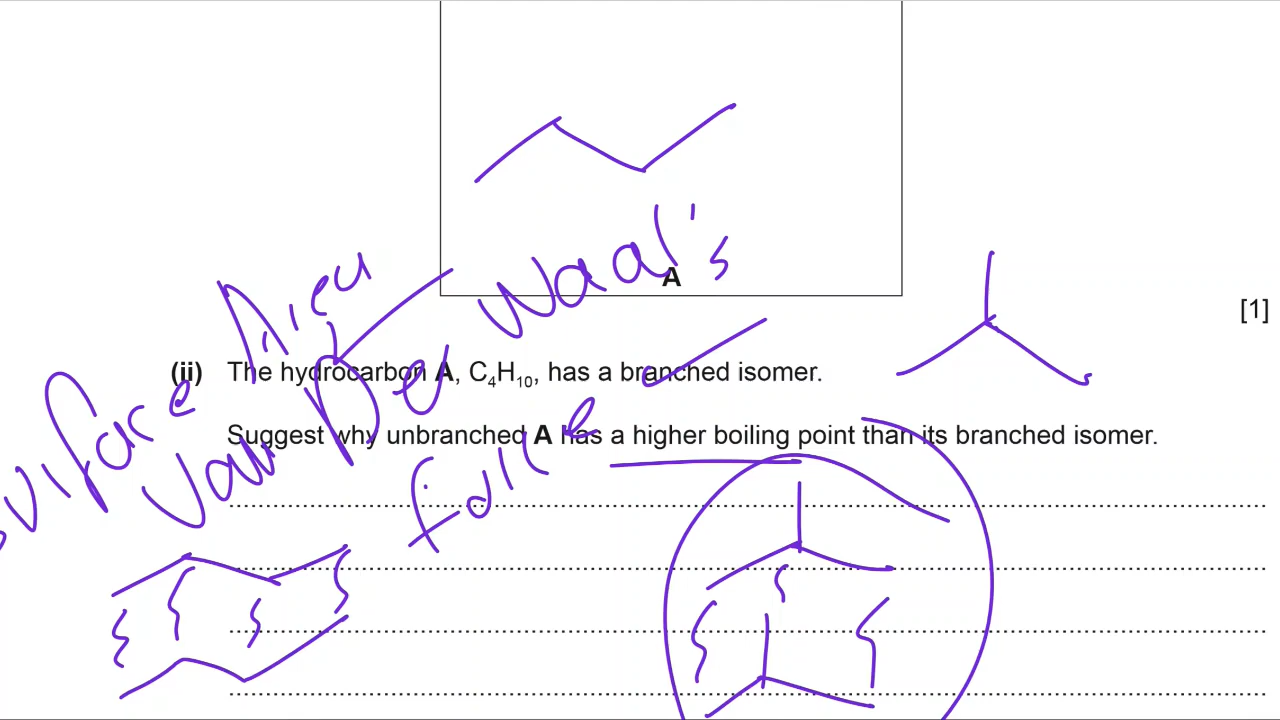 A
[1]
(ii) The hydrocarbon A, C4H10, has a branched isomer.
Suggest why unbranched A has a higher boiling point than its branched isomer.
Surface Area
Van Der Waal's
force